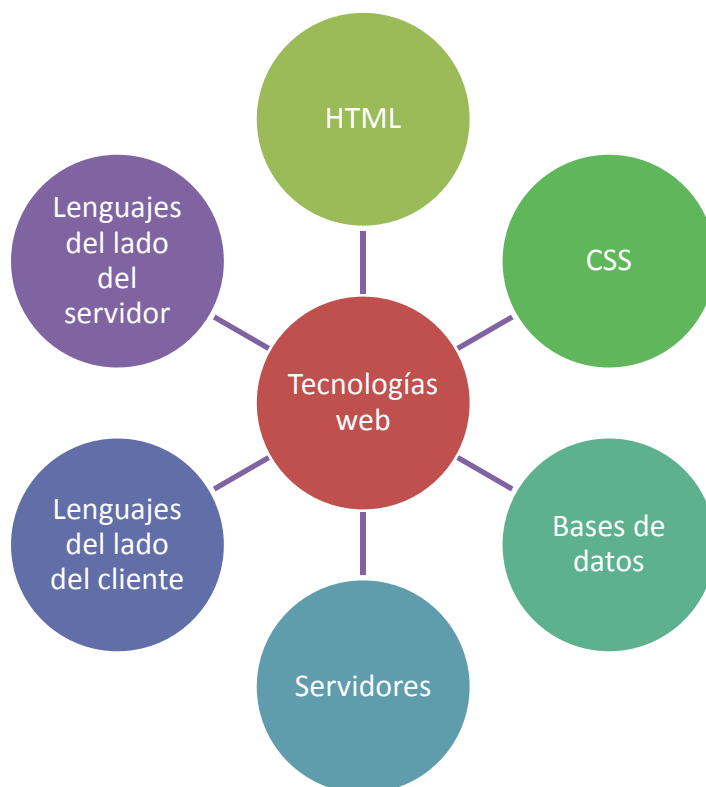 HTML
CSS
Bases de
datos
Servidores
Lenguajes
del lado
del cliente
Lenguajes
del lado
del
servidor
Tecnologías
web